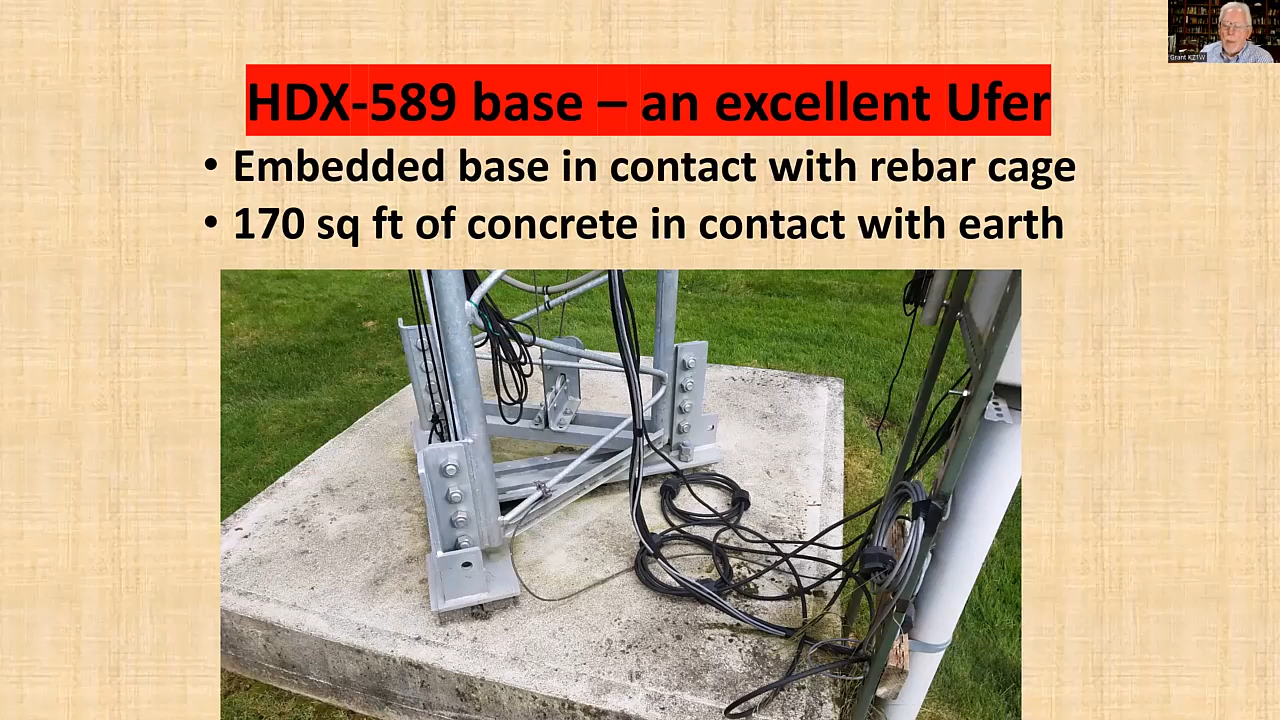 Grant KZ1W
HDX-589 base – an excellent Ufer
• Embedded base in contact with rebar cage
• 170 sq ft of concrete in contact with earth